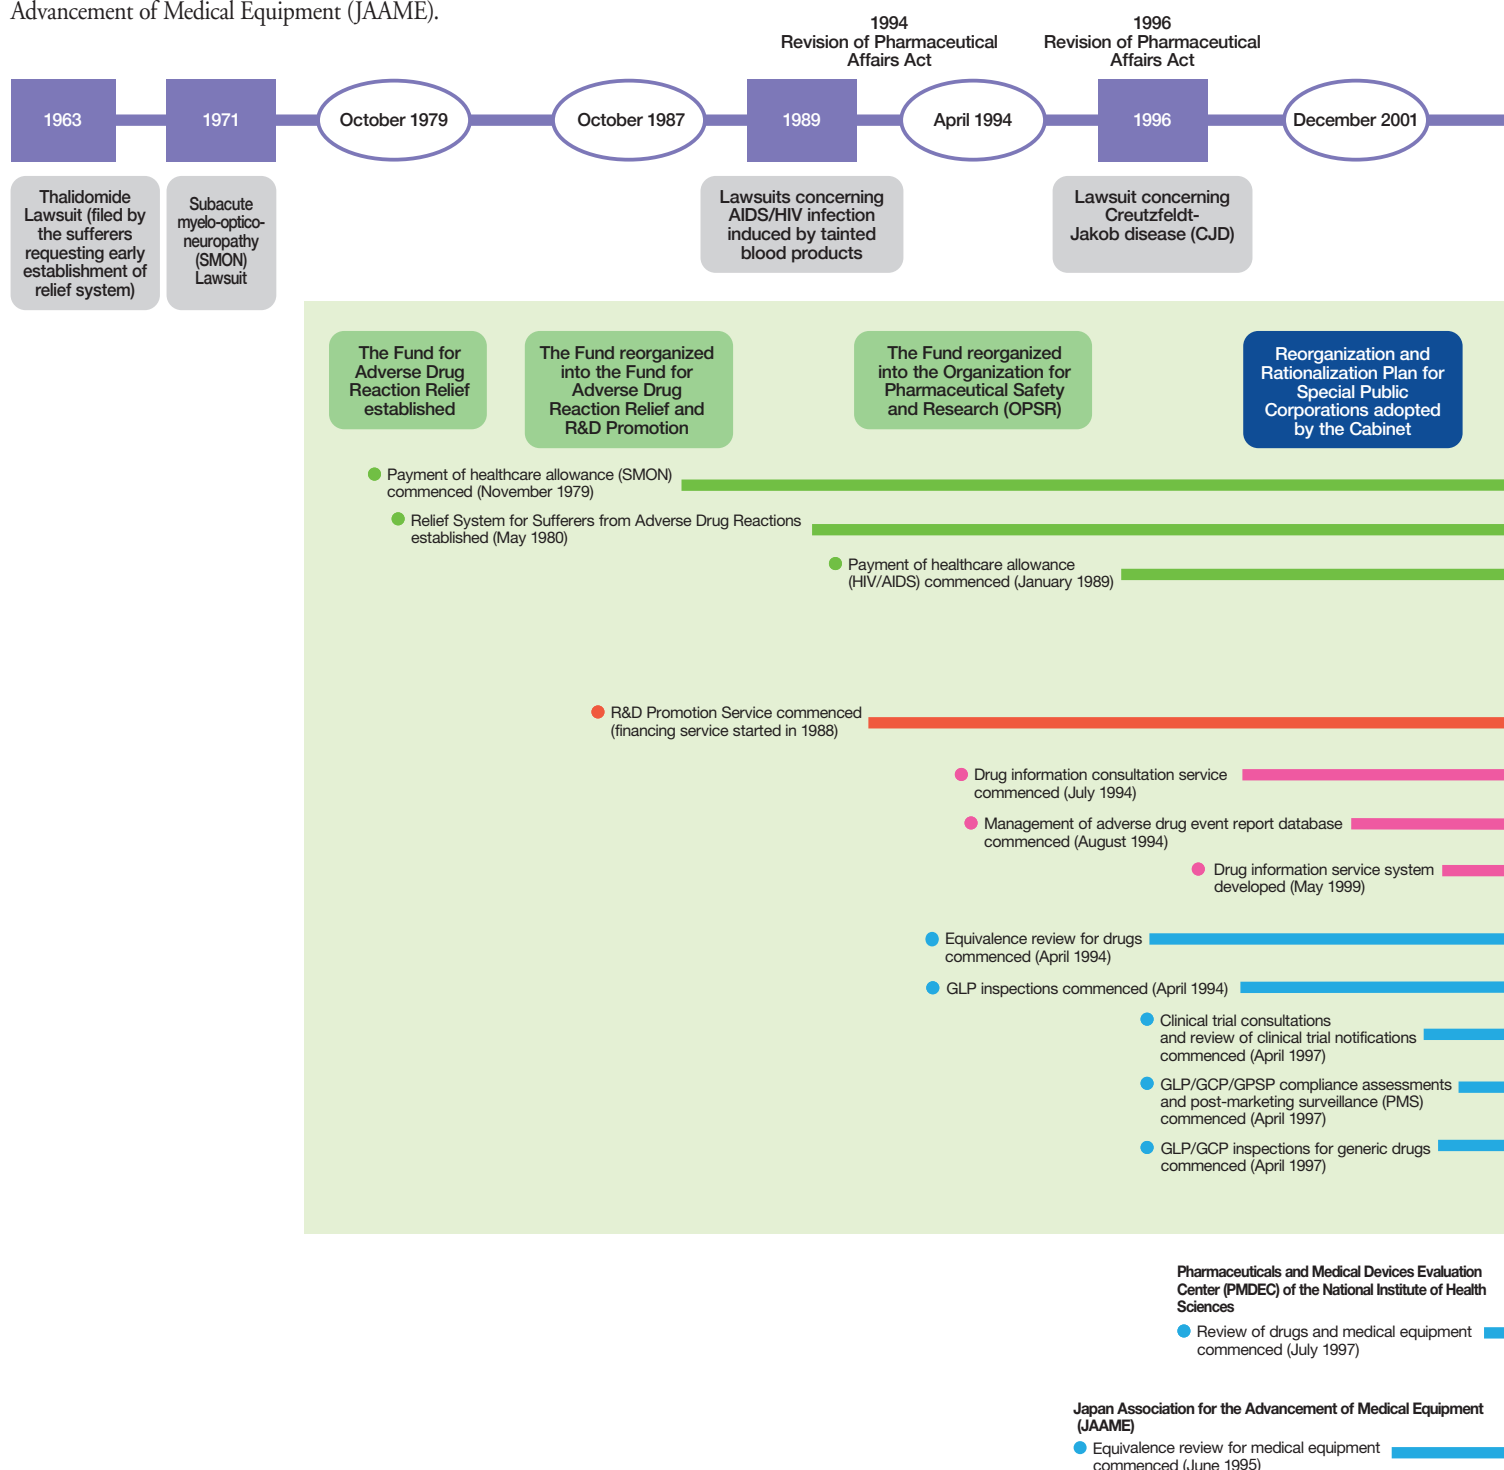 Advancement of Medical Equipment (JAAME).
1994
Revision of Pharmaceutical
Affairs Act
1996
Revision of Pharmaceutical
Affairs Act
1963
1971
October 1979
October 1987
1989
April 1994
1996
December 2001
Thalidomide
Lawsuit (filed by
the sufferers
requesting early
establishment of
relief system)
Subacute
myelo-optico-
neuropathy
(SMON)
Lawsuit
Lawsuits concerning
AIDS/HIV infection
induced by tainted
blood products
Lawsuit concerning
Creutzfeldt-
Jakob disease (CJD)
The Fund for
Adverse Drug
Reaction Relief
established
The Fund reorganized
into the Fund for
Adverse Drug
Reaction Relief and
R&D Promotion
The Fund reorganized
into the Organization for
Pharmaceutical Safety
and Research (OPSR)
Reorganization and
Rationalization Plan for
Special Public
Corporations adopted
by the Cabinet
Payment of healthcare allowance (SMON)
commenced (November 1979)
Relief System for Sufferers from Adverse Drug Reactions
established (May 1980)
Payment of healthcare allowance
(HIV/AIDS) commenced (January 1989)
R&D Promotion Service commenced
(financing service started in 1988)
Drug information consultation service
commenced (July 1994)
Management of adverse drug event report database
commenced (August 1994)
Drug information service system
developed (May 1999)
Equivalence review for drugs
commenced (April 1994)
GLP inspections commenced (April 1994)
Clinical trial consultations
and review of clinical trial notifications
commenced (April 1997)
GLP/GCP/GPSP compliance assessments
and post-marketing surveillance (PMS)
commenced (April 1997)
GLP/GCP inspections for generic drugs
commenced (April 1997)
Pharmaceuticals and Medical Devices Evaluation
Center (PMDEC) of the National Institute of Health
Sciences
Review of drugs and medical equipment
commenced (July 1997)
Japan Association for the Advancement of Medical Equipment
(JAAME)
Equivalence review for medical equipment
commenced (June 1995)